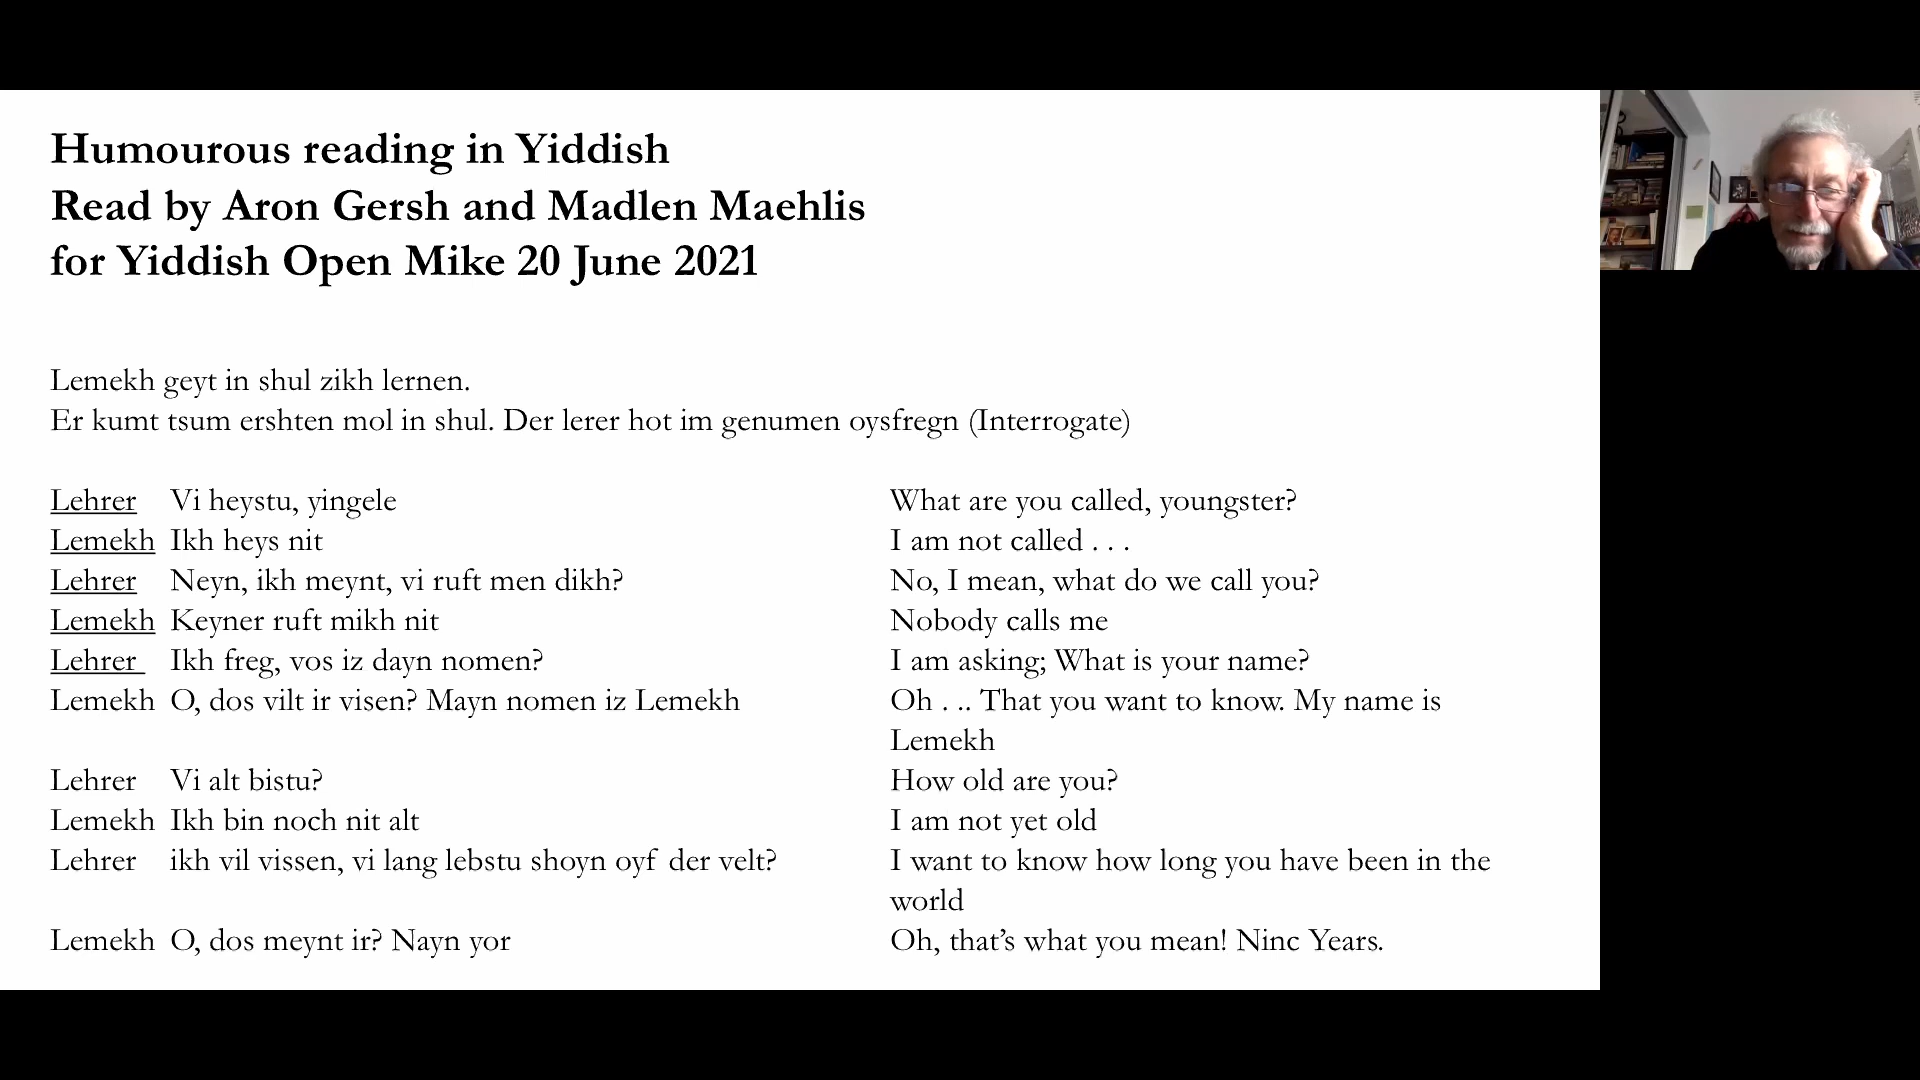 Humourous reading in Yiddish
Read by Aron Gersh and Madlen Maehlis
for Yiddish Open Mike 20 June 2021
Lemekh geyt in shul zikh lernen.
Er kumt tsum ershten mol in shul. Der lerer hot im genumen oysfregn (Interrogate)
Lehrer Vi heystu, yingele What are you called, youngster?
Lemekh Ikh heys nit I am not called . . .
Lehrer Neyn, ikh meynt, vi ruft men dikh? No, I mean, what do we call you?
Lemekh Keyner ruft mikh nit Nobody calls me
Lehrer Ikh freg, vos iz dayn nomen? I am asking; What is your name?
Lemekh O, dos vilt ir visen? Mayn nomen iz Lemekh Oh . .. That you want to know. My name is
Lemekh
Lehrer Vi alt bistu? How old are you?
Lemekh Ikh bin noch nit alt I am not yet old
Lehrer ikh vil vissen, vi lang lebstu shoyn oyf der velt? I want to know how long you have been in the
world
Lemekh O, dos meynt ir? Nayn yor Oh, that's what you mean! Ninc Years.